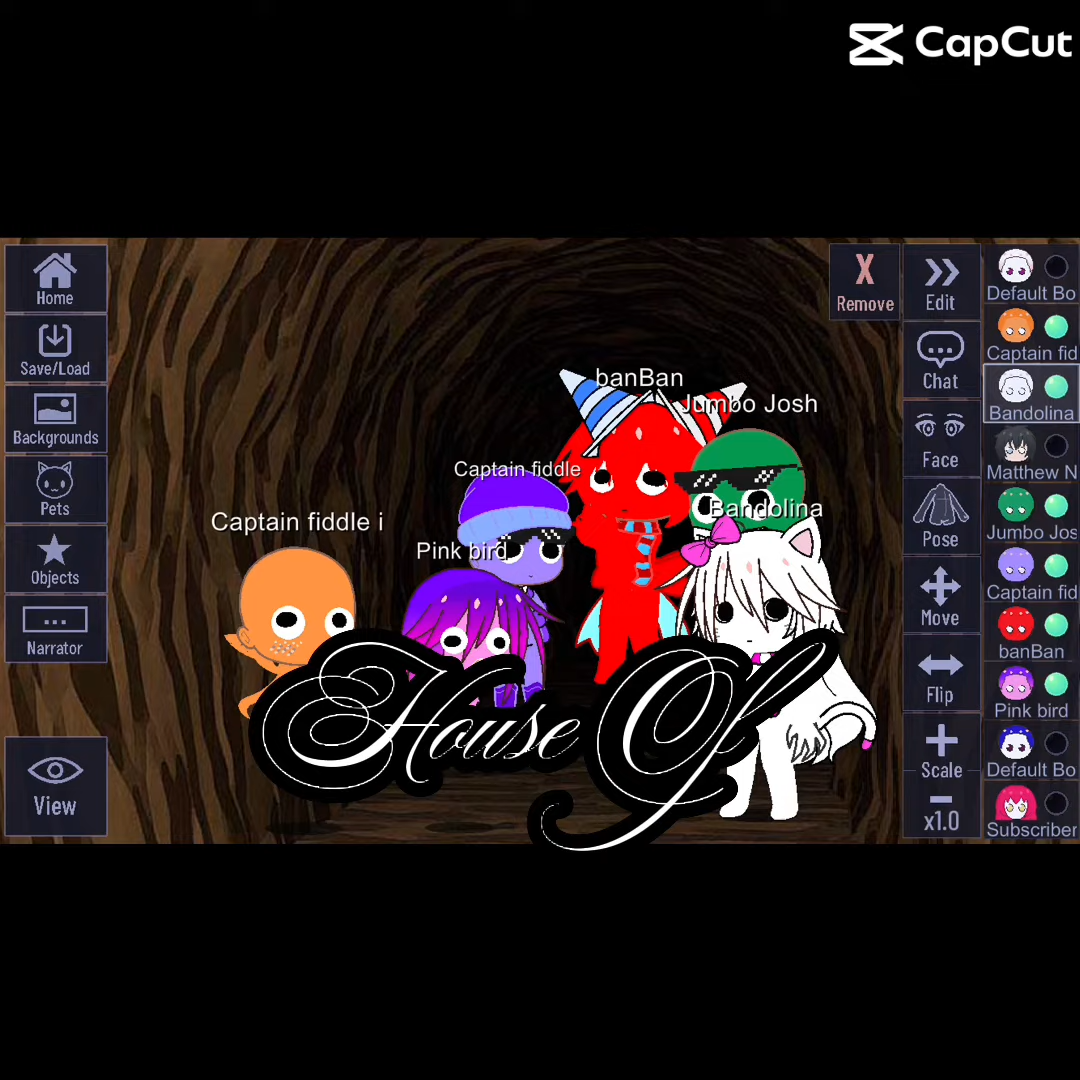 CapCut
Home
Save/Load
Backgrounds
Pets
Objects
Narrator
View
banBan
Jumbo Josh
Captain fiddle
Bandolina
Captain fiddle i
Pink bird
House Of
X
Remove
Edit
Chat
Face
Pose
Move
Flip
Scale
x1.0
Default Bo
Captain fid
Bandolina
Matthew N
Jumbo Jos
Captain fid
banBan
Pink bird
Default Bo
Subscriber